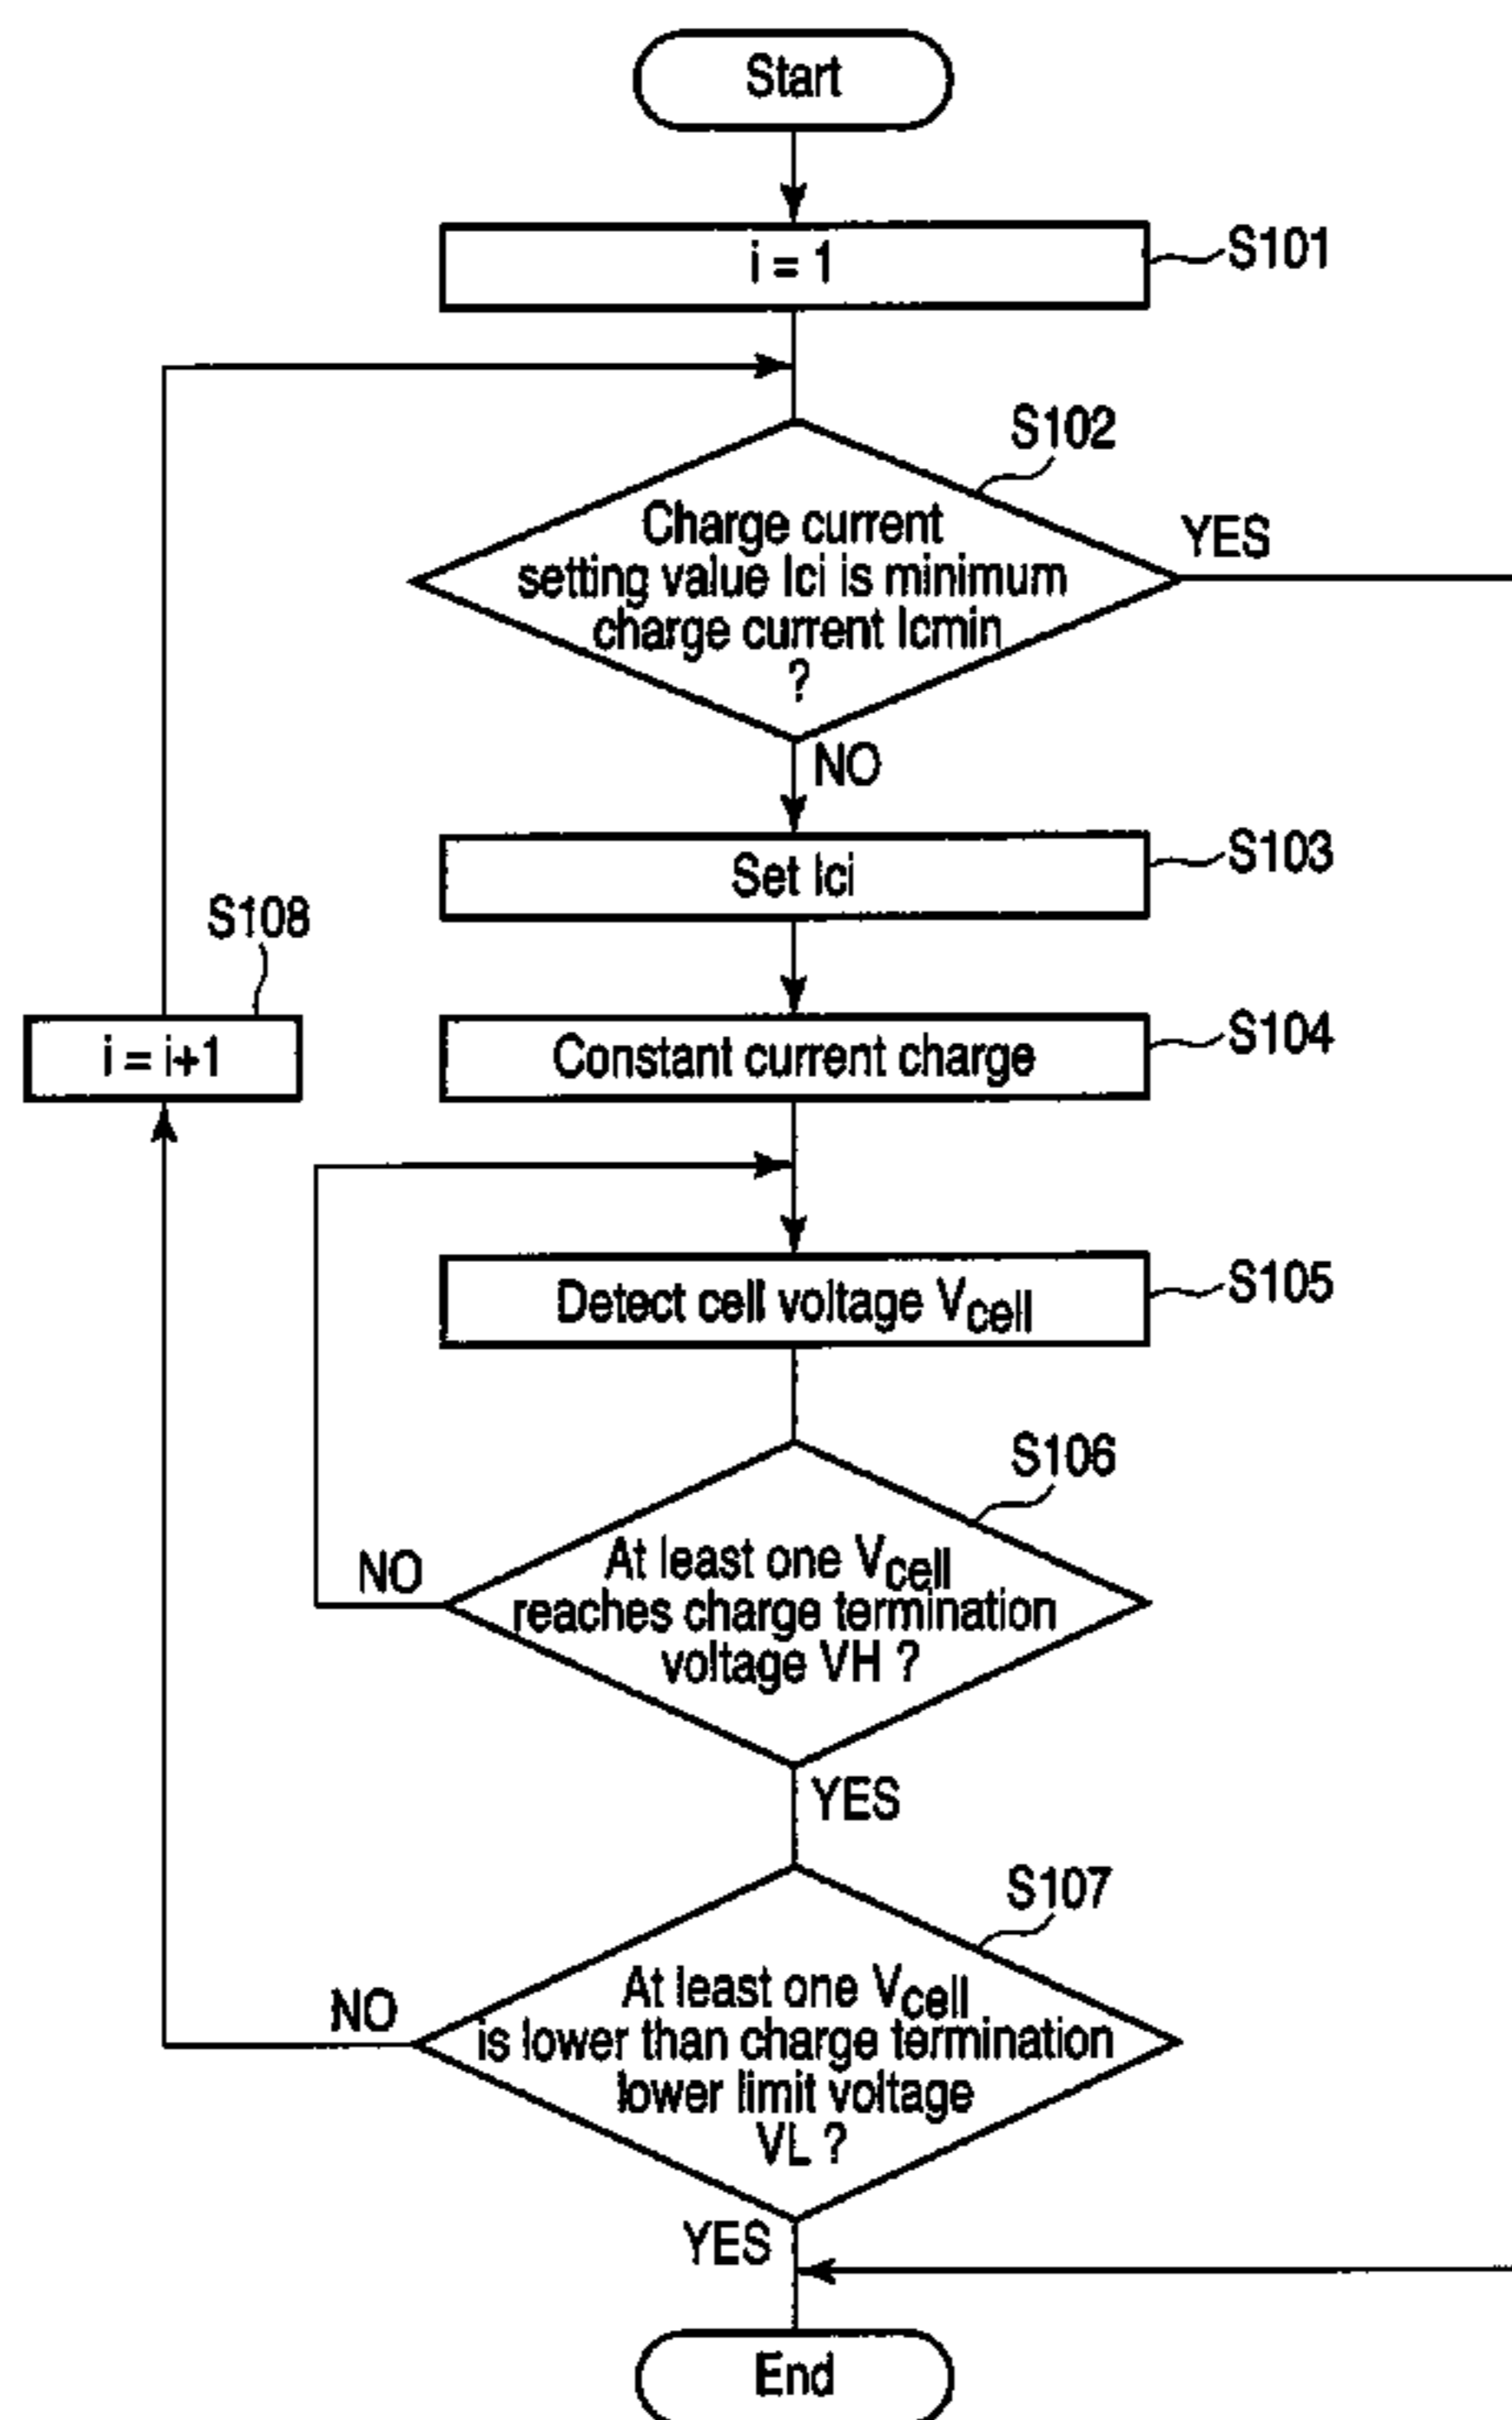 Start
i = 1
S101
S102
Charge current
setting value Ici is minimum
charge current Icmin
?
YES
NO
Set Ici
S103
S108
i = i+1
Constant current charge
S104
Detect cell voltage Vcell
S105
S106
At least one Vcell
reaches charge termination
voltage VH ?
NO
YES
S107
At least one Vcell
is lower than charge termination
lower limit voltage
VL ?
NO
YES
End